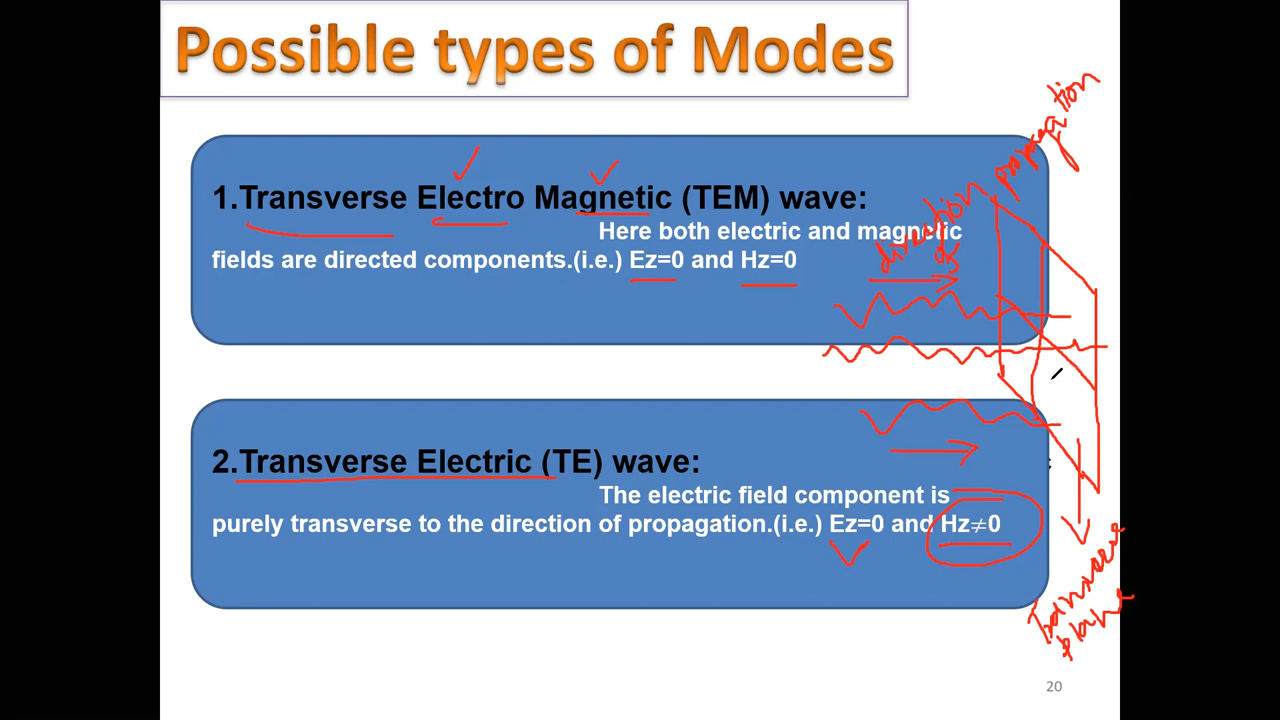 Possible types of Modes
1.Transverse Electro Magnetic (TEM) wave:
Here both electric and magnetic
fields are directed components.(i.e.) Ez=0 and Hz=0
direction of propagation
2.Transverse Electric (TE) wave:
The electric field component is
purely transverse to the direction of propagation.(i.e.) Ez=0 and Hz≠0
Transverse
plane
20